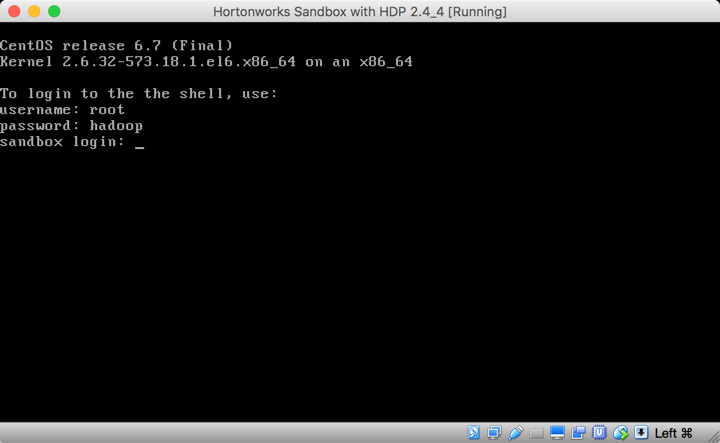 Hortonworks Sandbox with HDP 2.4_4 [Running]
CentOS release 6.7 (Final)
Kernel 2.6.32-573.18.1.el6.x86_64 on an x86_64
To login to the the shell, use:
username: root
password: hadoop
sandbox login: _
Left ⌘